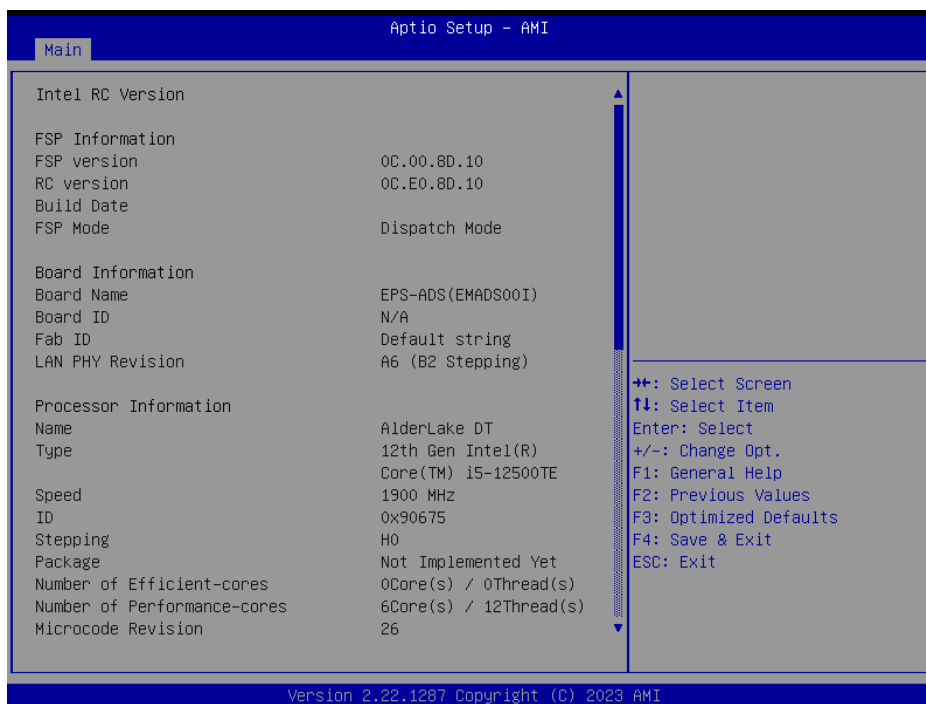 Aptio Setup – AMI
Main
Intel RC Version
FSP Information
FSP version 0C.00.8D.10
RC version 0C.E0.8D.10
Build Date
FSP Mode Dispatch Mode
Board Information
Board Name EPS-ADS(EMADS00I)
Board ID N/A
Fab ID Default string
LAN PHY Revision A6 (B2 Stepping)
Processor Information
Name AlderLake DT
Type 12th Gen Intel(R)
Core(TM) i5-12500TE
Speed 1900 MHz
ID 0x90675
Stepping H0
Package Not Implemented Yet
Number of Efficient-cores 0Core(s) / 0Thread(s)
Number of Performance-cores 6Core(s) / 12Thread(s)
Microcode Revision 26
→←: Select Screen
↑↓: Select Item
Enter: Select
+/-: Change Opt.
F1: General Help
F2: Previous Values
F3: Optimized Defaults
F4: Save & Exit
ESC: Exit
Version 2.22.1287 Copyright (C) 2023 AMI